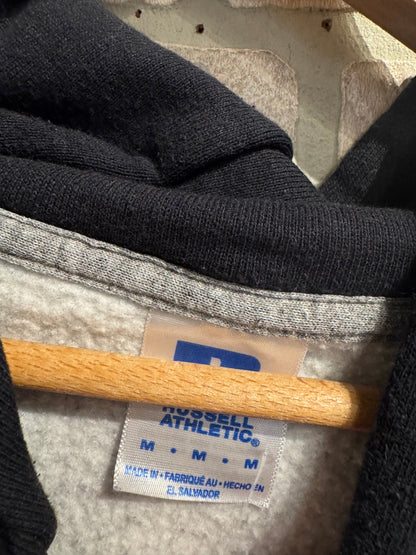 RUSSELL
ATHLETIC®
M • M • M
MADE IN • FABRIQUÉ AU • HECHO EN
EL SALVADOR